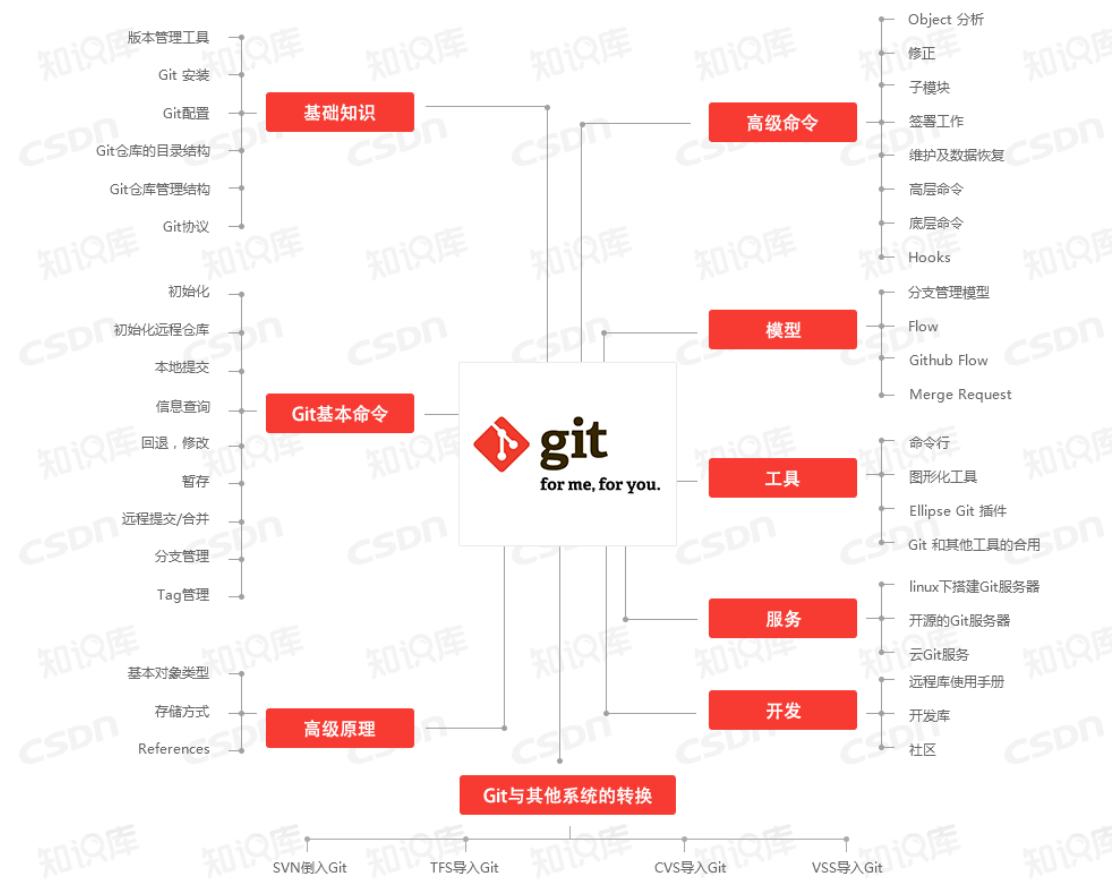 版本管理工具
Git 安装
Git配置
Git仓库的目录结构
Git仓库管理结构
Git协议
基础知识
初始化
初始化远程仓库
本地提交
信息查询
回退，修改
暂存
远程提交/合并
分支管理
Tag管理
Git基本命令
基本对象类型
存储方式
References
高级原理
git
for me, for you.
高级命令
Object 分析
修正
子模块
签署工作
维护及数据恢复
高层命令
底层命令
Hooks
模型
分支管理模型
Flow
Github Flow
Merge Request
工具
命令行
图形化工具
Ellipse Git 插件
Git 和其他工具的合用
服务
linux下搭建Git服务器
开源的Git服务器
云Git服务
开发
远程库使用手册
开发库
社区
Git与其他系统的转换
SVN倒入Git
TFS导入Git
CVS导入Git
VSS导入Git
CSDN
知识库